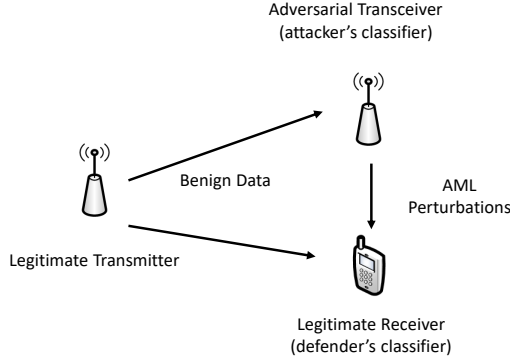 Adversarial Transceiver
(attacker's classifier)
Benign Data
AML
Perturbations
Legitimate Transmitter
Legitimate Receiver
(defender's classifier)